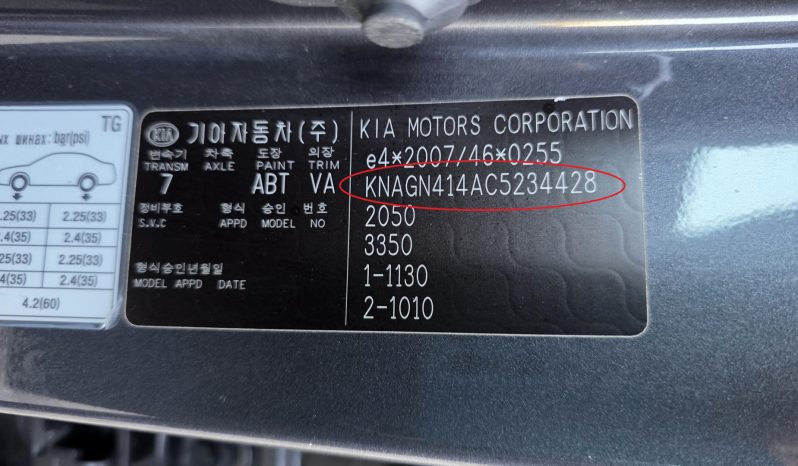 TG
ых шинах: bar(psi)
2.25(33) 2.25(33)
2.4(35) 2.4(35)
2.25(33) 2.25(33)
2.4(35) 2.4(35)
4.2(60)
KIA 기아자동차(주)
변속기 차축 도장 외장
TRANSM AXLE PAINT TRIM
7 ABT VA
정비부호 형식 승인 번호
S.V.C APPD MODEL NO
형식승인년월일
MODEL APPD DATE
KIA MOTORS CORPORATION
e4*2007/46*0255
KNAGN414AC5234428
2050
3350
1-1130
2-1010